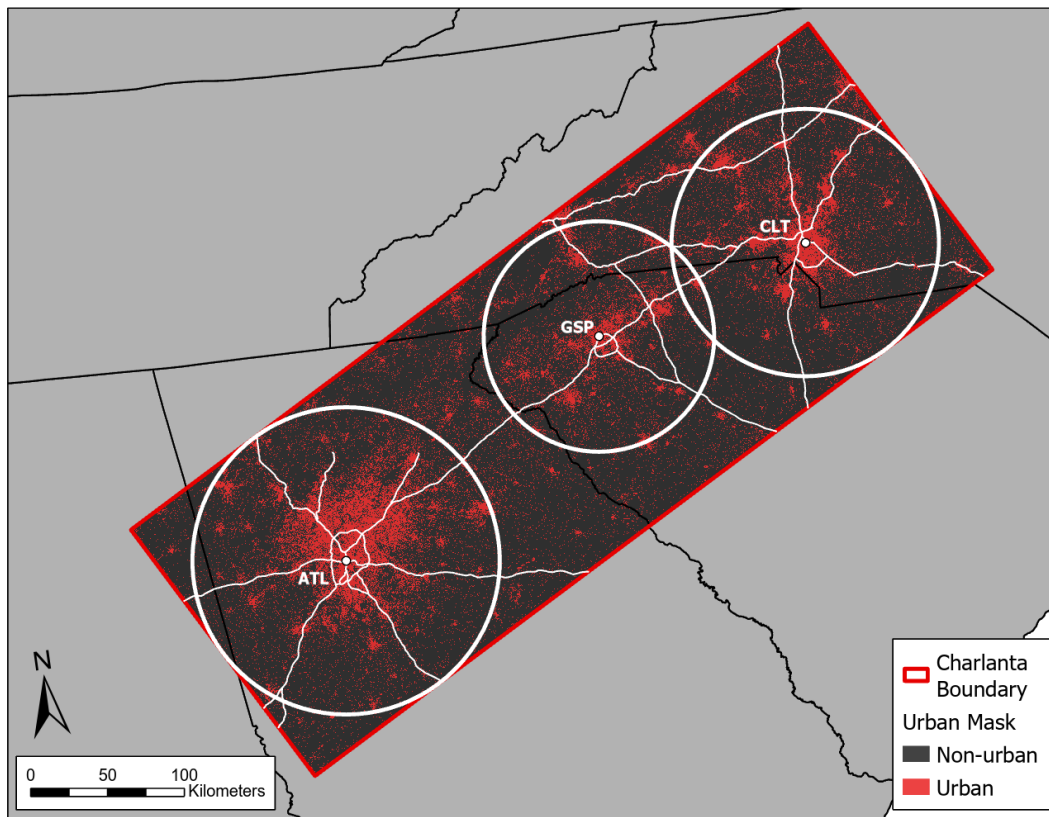 CLT
GSP
ATL
N
0 50 100
Kilometers
Charlanta
Boundary
Urban Mask
Non-urban
Urban